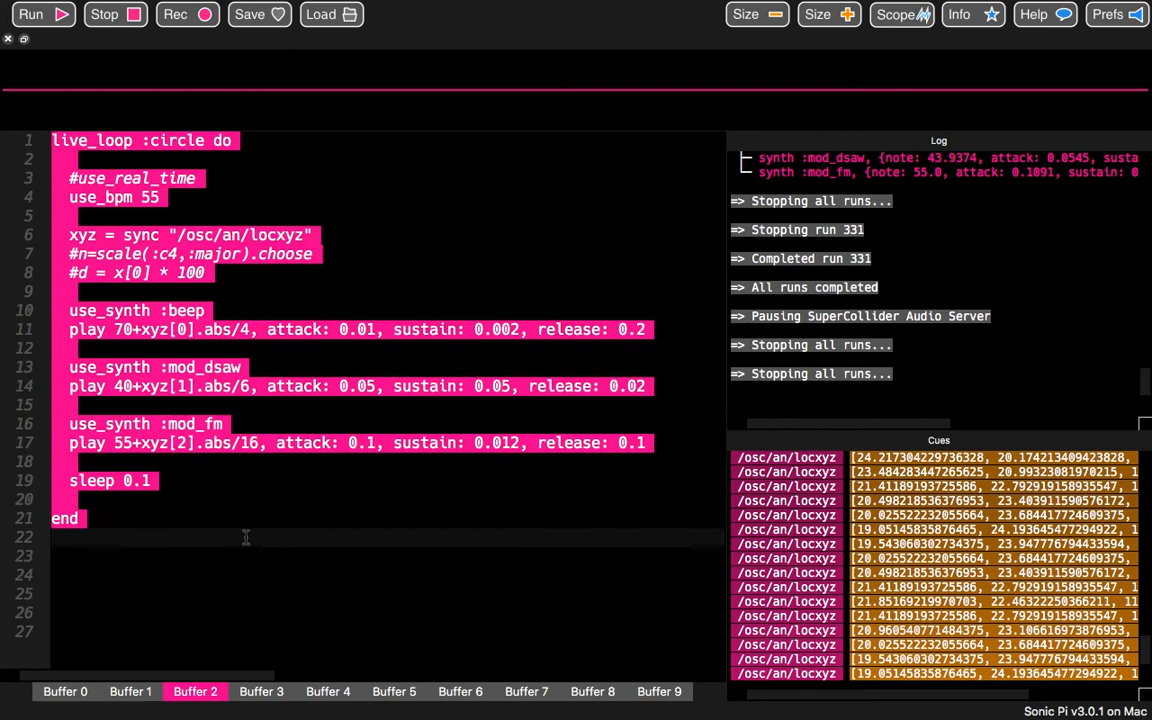 Run Stop Rec Save Load Size Size Scope Info Help Prefs
Log
synth :mod_dsaw, {note: 43.9374, attack: 0.0545, susta
synth :mod_fm, {note: 55.0, attack: 0.1091, sustain: 0
=> Stopping all runs...
=> Stopping run 331
=> Completed run 331
=> All runs completed
=> Pausing SuperCollider Audio Server
=> Stopping all runs...
=> Stopping all runs...
1 live_loop :circle do
2
3 #use_real_time
4 use_bpm 55
5
6 xyz = sync "/osc/an/locxyz"
7 #n=scale(:c4,:major).choose
8 #d = x[0] * 100
9
10 use_synth :beep
11 play 70+xyz[0].abs/4, attack: 0.01, sustain: 0.002, release: 0.2
12
13 use_synth :mod_dsaw
14 play 40+xyz[1].abs/6, attack: 0.05, sustain: 0.05, release: 0.02
15
16 use_synth :mod_fm
17 play 55+xyz[2].abs/16, attack: 0.1, sustain: 0.012, release: 0.1
18
19 sleep 0.1
20
21 end
22
23
24
25
26
27
Cues
/osc/an/locxyz [24.217304229736328, 20.174213409423828,
/osc/an/locxyz [23.484283447265625, 20.99323081970215, 1
/osc/an/locxyz [21.41189193725586, 22.792919158935547, 1
/osc/an/locxyz [20.498218536376953, 23.403911590576172,
/osc/an/locxyz [20.025522232055664, 23.684417724609375,
/osc/an/locxyz [19.05145835876465, 24.193645477294922, 1
/osc/an/locxyz [19.543060302734375, 23.947776794433594,
/osc/an/locxyz [20.025522232055664, 23.684417724609375,
/osc/an/locxyz [20.498218536376953, 23.403911590576172,
/osc/an/locxyz [21.41189193725586, 22.792919158935547, 1
/osc/an/locxyz [21.85169219970703, 22.46322250366211, 11
/osc/an/locxyz [21.41189193725586, 22.792919158935547, 1
/osc/an/locxyz [20.960540771484375, 23.106616973876953,
/osc/an/locxyz [20.025522232055664, 23.684417724609375,
/osc/an/locxyz [19.543060302734375, 23.947776794433594,
/osc/an/locxyz [19.05145835876465, 24.193645477294922, 1
Buffer 0 Buffer 1 Buffer 2 Buffer 3 Buffer 4 Buffer 5 Buffer 6 Buffer 7 Buffer 8 Buffer 9
Sonic Pi v3.0.1 on Mac